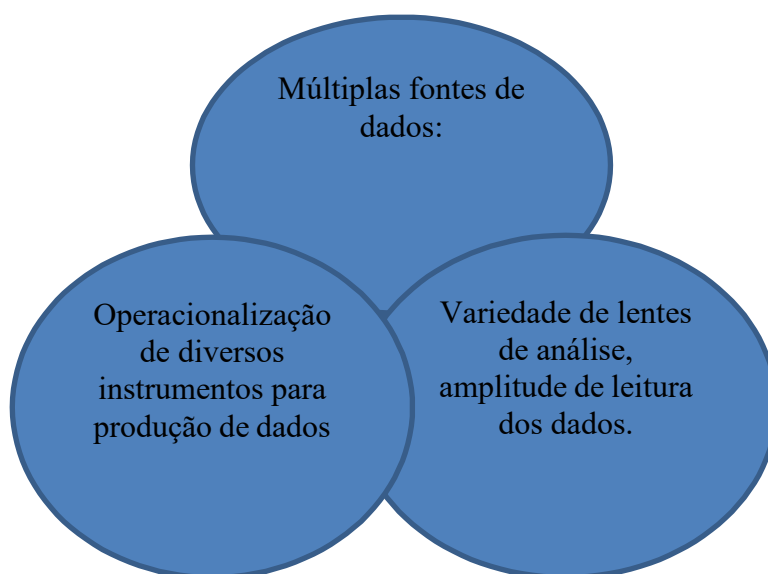 Múltiplas fontes de
dados:
Operacionalização
de diversos
instrumentos para
produção de dados
Variedade de lentes
de análise,
amplitude de leitura
dos dados.